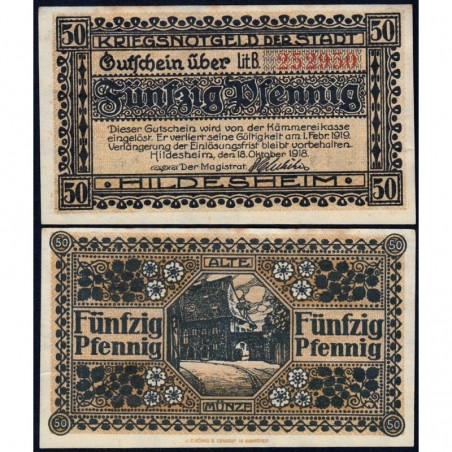 50 KRIEGSNOTGELD DER STADT 50
Gutschein über Lit.B. 252950
Fünfzig Pfennig
Dieser Gutschein wird von der Kämmereikasse
eingelöst. Er verliert seine Gültigkeit am 1. Febr. 1919.
Verlängerung der Einlösungsfrist bleibt vorbehalten
Hildesheim, den 18. Oktober 1918.
Der Magistrat.
50 HILDESHEIM 50
50 ALTE 50
Fünfzig Pfennig
Fünfzig Pfennig
50 MÜNZE 50